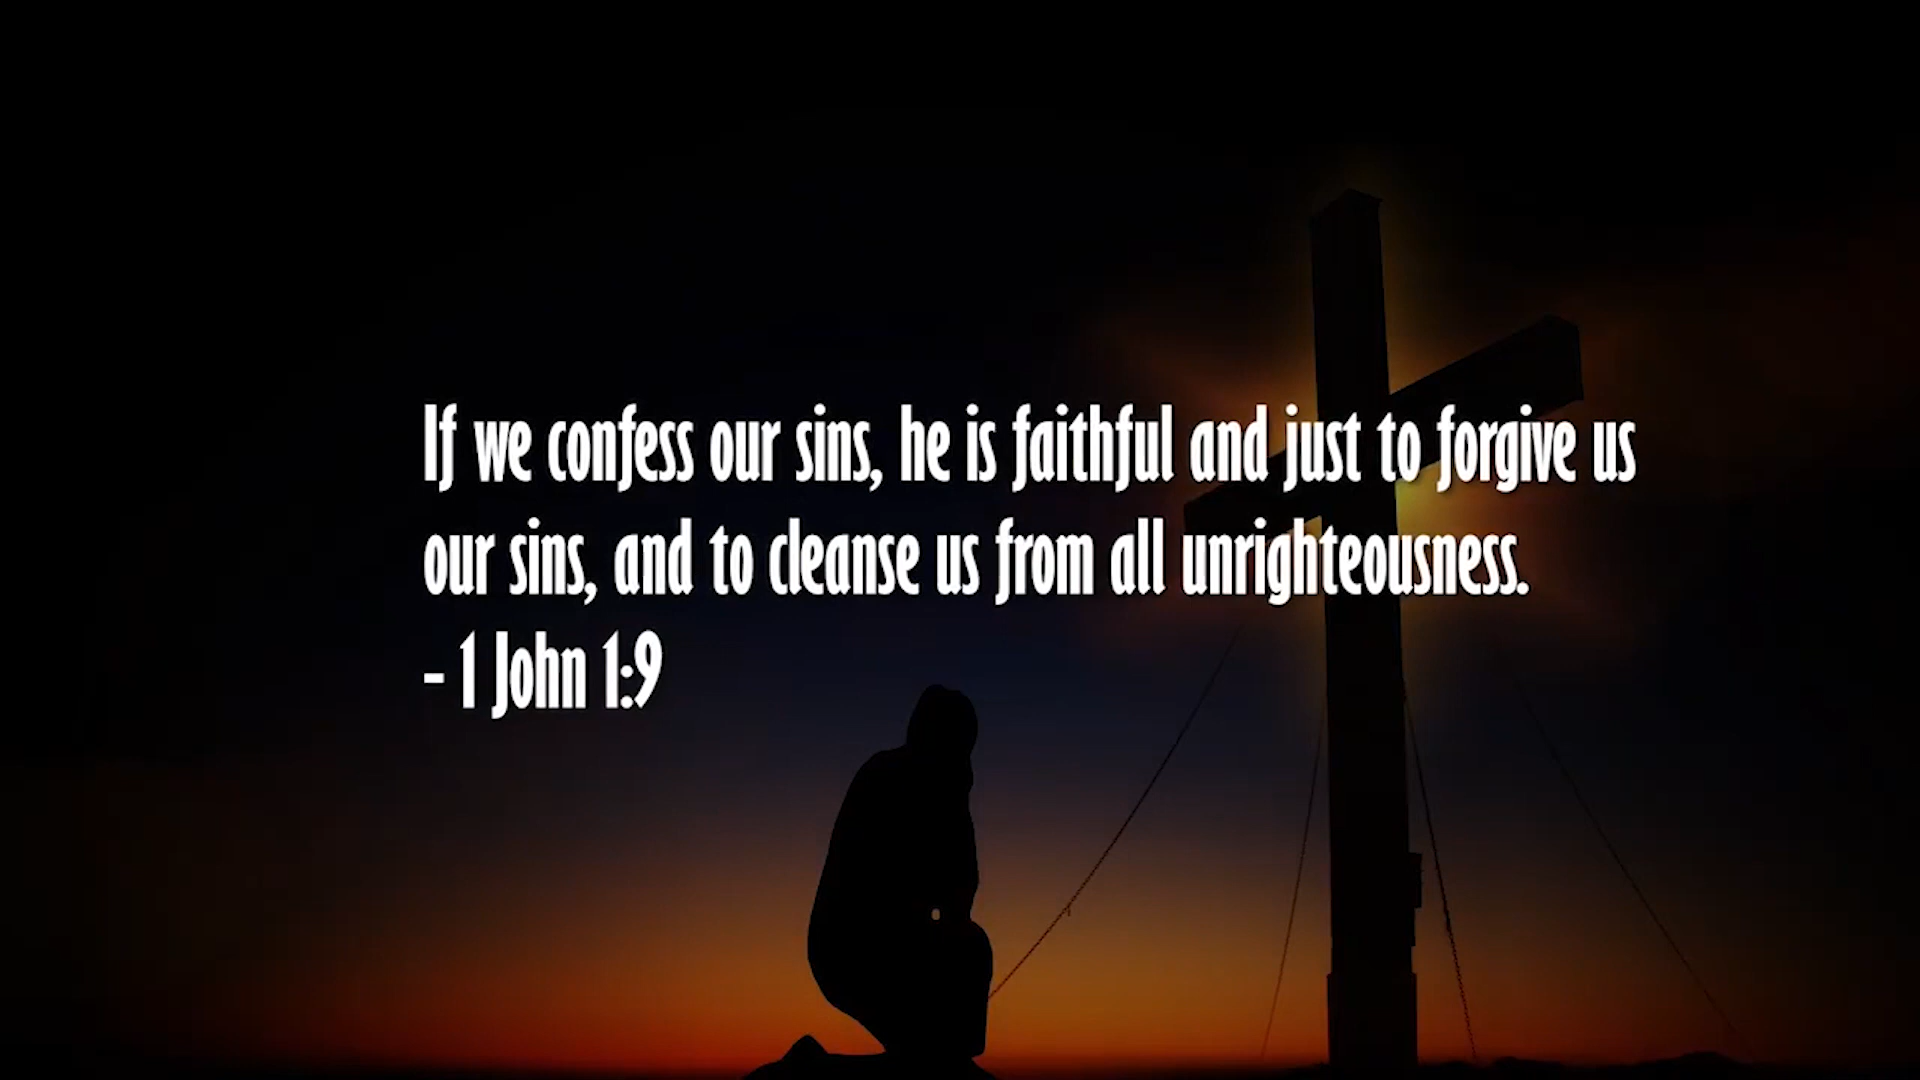 If we confess our sins, he is faithful and just to forgive us
our sins, and to cleanse us from all unrighteousness.
- 1 John 1:9